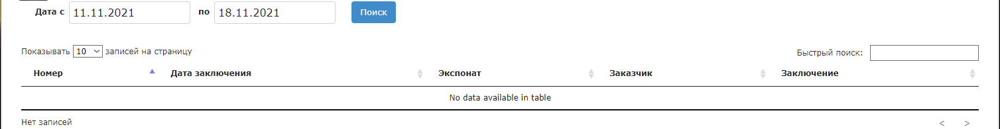 Дата с 11.11.2021 по 18.11.2021 Поиск
Показывать 10 записей на страницу Быстрый поиск:
Номер Дата заключения Экспонат Заказчик Заключение
No data available in table
Нет записей < >